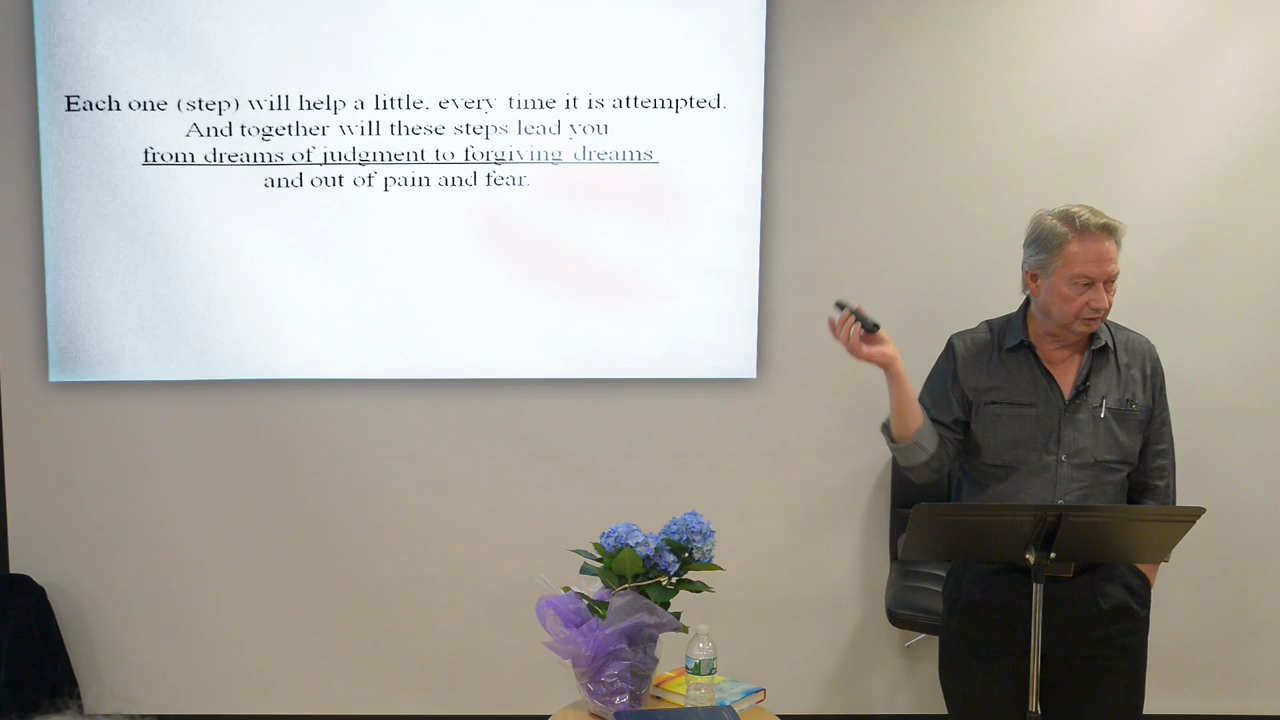 Each one (step) will help a little, every time it is attempted.
And together will these steps lead you
from dreams of judgment to forgiving dreams
and out of pain and fear.